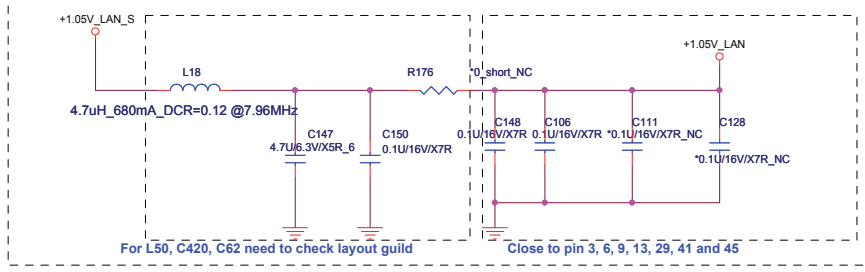 +1.05V_LAN_S
+1.05V_LAN
L18
R176
*0_short_NC
4.7uH_680mA_DCR=0.12 @7.96MHz
C147
4.7U/6.3V/X5R_6
C150
0.1U/16V/X7R
C148
0.1U/16V/X7R
C106
0.1U/16V/X7R
C111
*0.1U/16V/X7R_NC
C128
*0.1U/16V/X7R_NC
For L50, C420, C62 need to check layout guild
Close to pin 3, 6, 9, 13, 29, 41 and 45